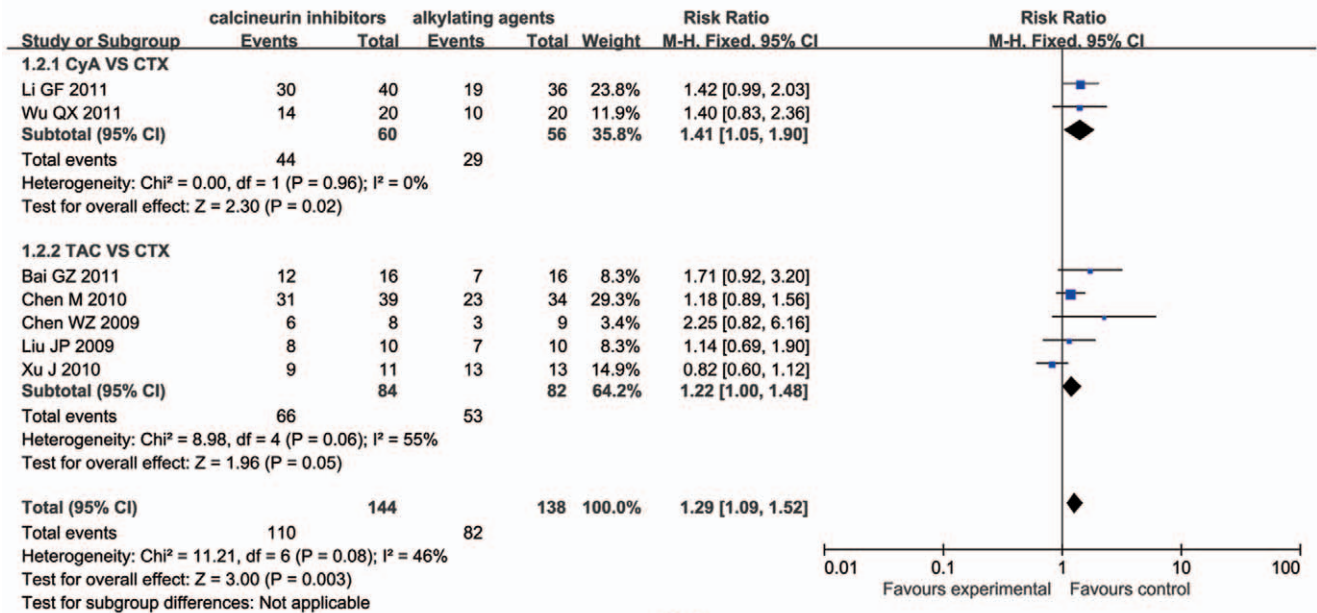 calcineurin inhibitors alkylating agents Risk Ratio Risk Ratio
Study or Subgroup Events Total Events Total Weight M-H, Fixed, 95% CI M-H, Fixed, 95% CI
1.2.1 CyA VS CTX
Li GF 2011 30 40 19 36 23.8% 1.42 [0.99, 2.03]
Wu QX 2011 14 20 10 20 11.9% 1.40 [0.83, 2.36]
Subtotal (95% CI) 60 56 35.8% 1.41 [1.05, 1.90]
Total events 44 29
Heterogeneity: Chi² = 0.00, df = 1 (P = 0.96); I² = 0%
Test for overall effect: Z = 2.30 (P = 0.02)
1.2.2 TAC VS CTX
Bai GZ 2011 12 16 7 16 8.3% 1.71 [0.92, 3.20]
Chen M 2010 31 39 23 34 29.3% 1.18 [0.89, 1.56]
Chen WZ 2009 6 8 3 9 3.4% 2.25 [0.82, 6.16]
Liu JP 2009 8 10 7 10 8.3% 1.14 [0.69, 1.90]
Xu J 2010 9 11 13 13 14.9% 0.82 [0.60, 1.12]
Subtotal (95% CI) 84 82 64.2% 1.22 [1.00, 1.48]
Total events 66 53
Heterogeneity: Chi² = 8.98, df = 4 (P = 0.06); I² = 55%
Test for overall effect: Z = 1.96 (P = 0.05)
Total (95% CI) 144 138 100.0% 1.29 [1.09, 1.52]
Total events 110 82
Heterogeneity: Chi² = 11.21, df = 6 (P = 0.08); I² = 46%
Test for overall effect: Z = 3.00 (P = 0.003)
Test for subgroup differences: Not applicable
0.01 0.1 1 10 100
Favours experimental Favours control